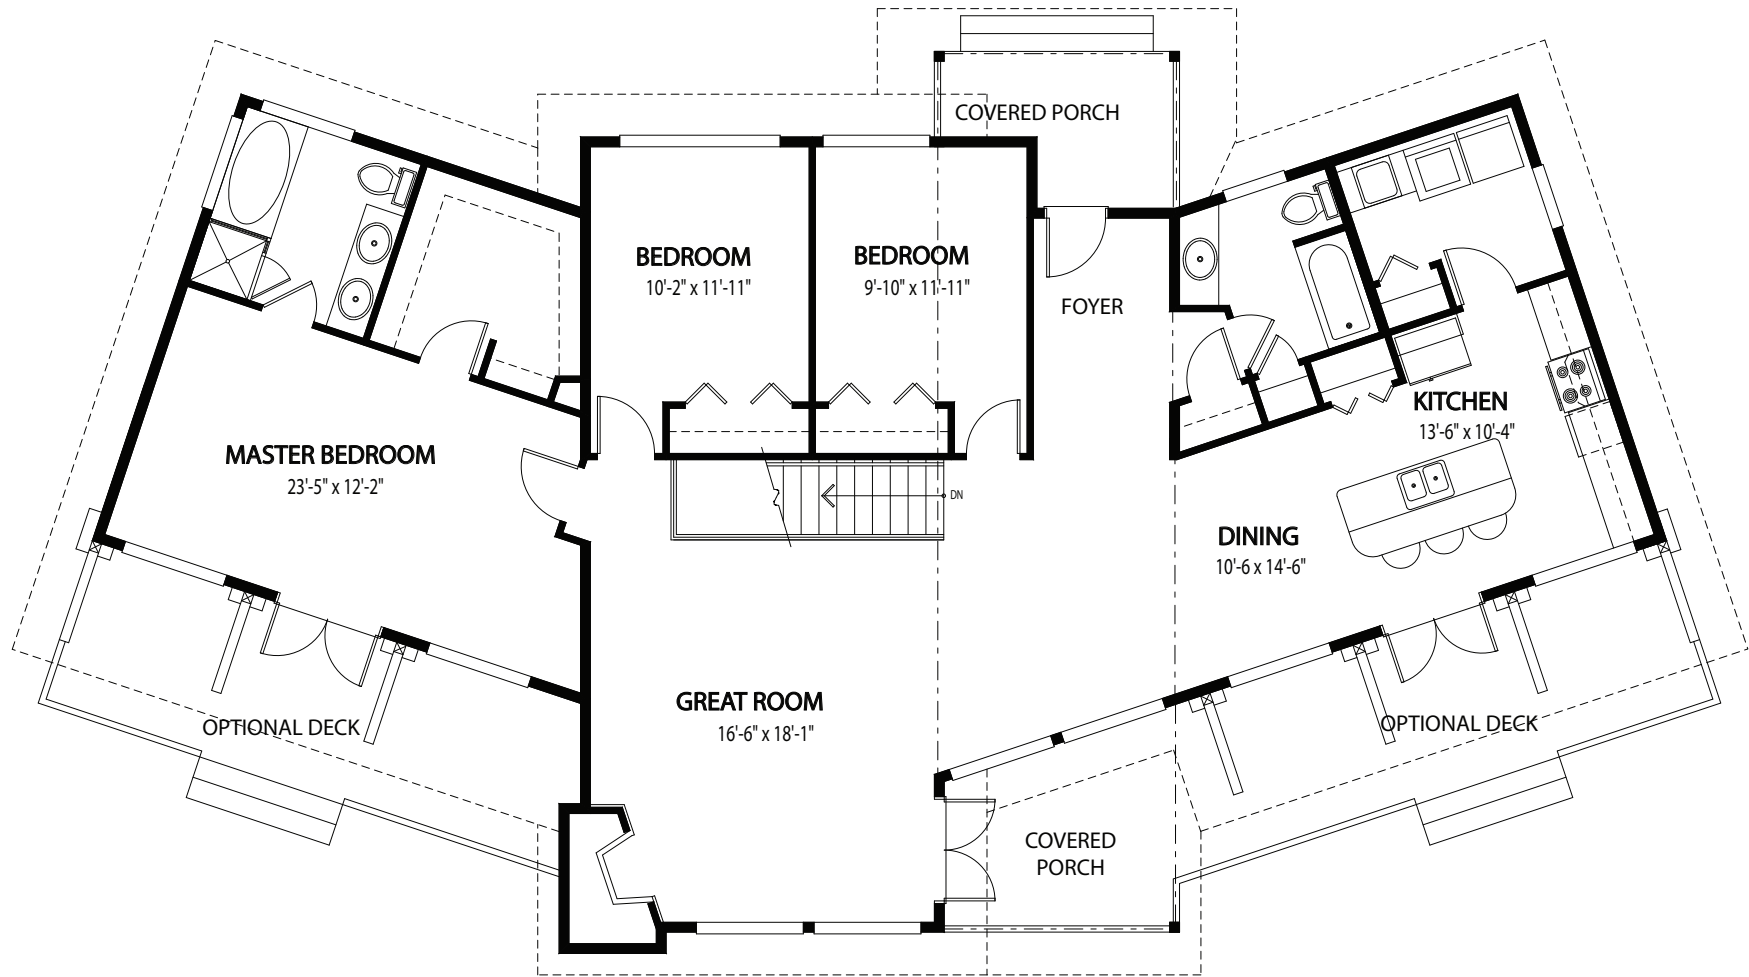 COVERED PORCH
BEDROOM
10'-2" x 11'-11"
BEDROOM
9'-10" x 11'-11"
FOYER
MASTER BEDROOM
23'-5" x 12'-2"
KITCHEN
13'-6" x 10'-4"
DN
DINING
10'-6 x 14'-6"
GREAT ROOM
16'-6" x 18'-1"
OPTIONAL DECK
OPTIONAL DECK
COVERED
PORCH